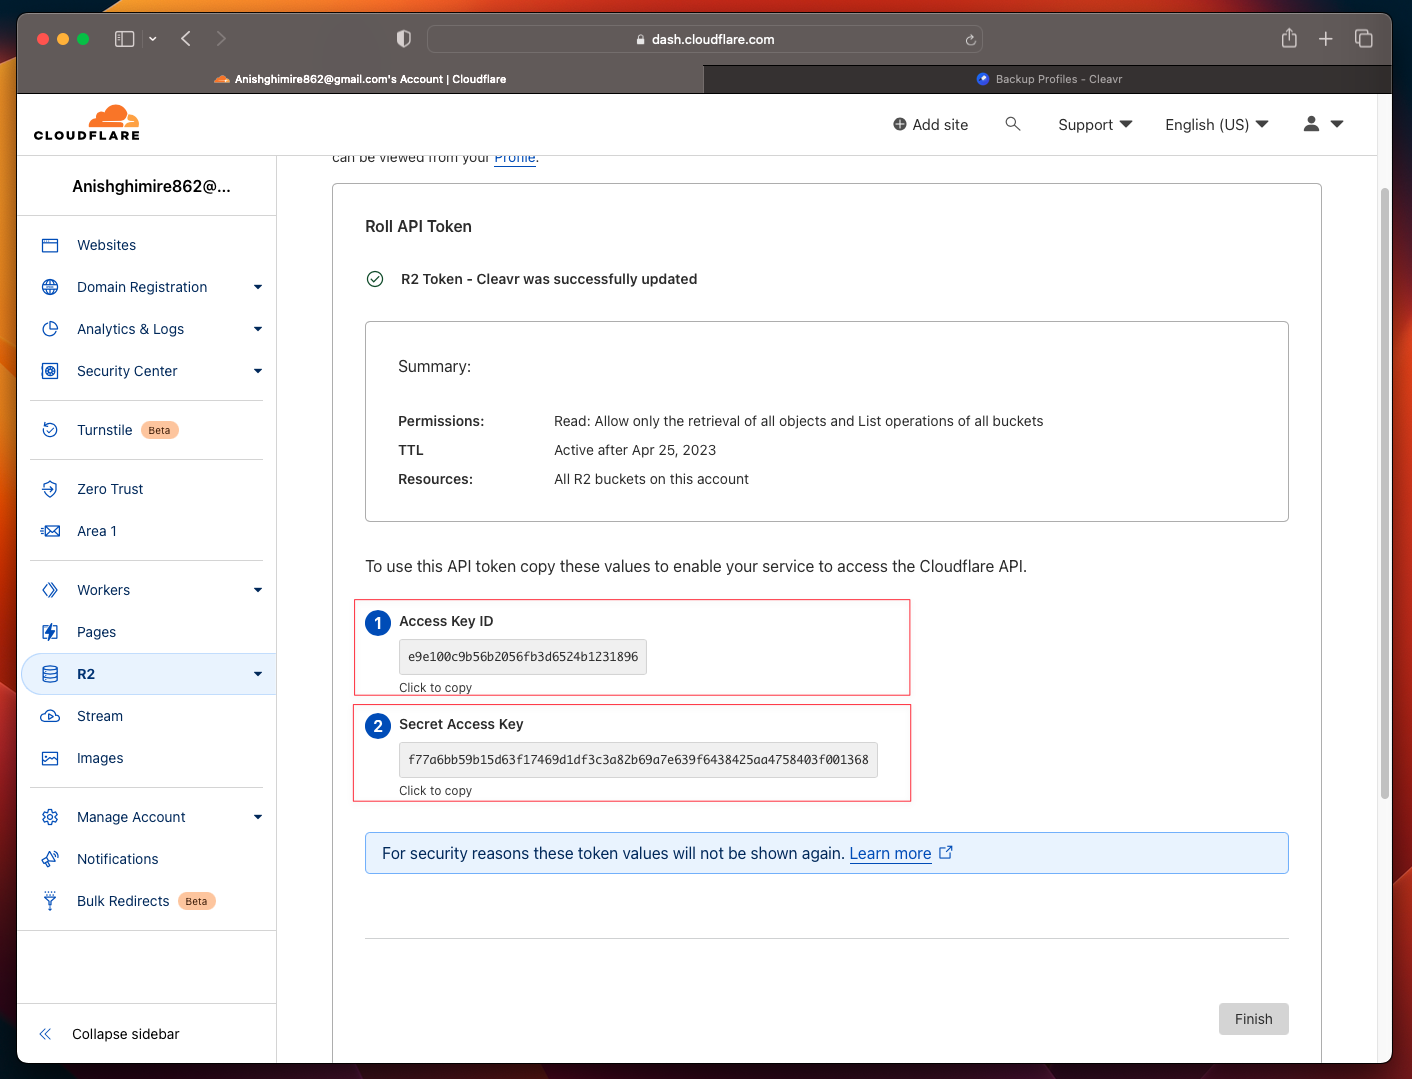 dash.cloudflare.com
Anishghimire862@gmail.com's Account | Cloudflare
Backup Profiles - Cleavr
CLOUDFLARE
Add site
Support
English (US)
Anishghimire862@...
Websites
Domain Registration
Analytics & Logs
Security Center
Turnstile Beta
Zero Trust
Area 1
Workers
Pages
R2
Stream
Images
Manage Account
Notifications
Bulk Redirects Beta
Collapse sidebar
can be viewed from your Profile.
Roll API Token
R2 Token - Cleavr was successfully updated
Summary:
Permissions: Read: Allow only the retrieval of all objects and List operations of all buckets
TTL Active after Apr 25, 2023
Resources: All R2 buckets on this account
To use this API token copy these values to enable your service to access the Cloudflare API.
1 Access Key ID
e9e100c9b56b2056fb3d6524b1231896
Click to copy
2 Secret Access Key
f77a6bb59b15d63f17469d1df3c3a82b69a7e639f6438425aa4758403f001368
Click to copy
For security reasons these token values will not be shown again. Learn more
Finish